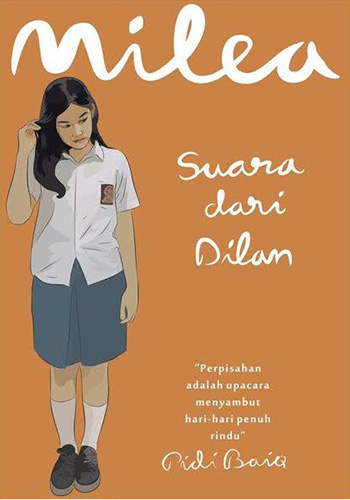 Milea
Suara
dari
Dilan
"Perpisahan
adalah upacara
menyambut
hari-hari penuh
rindu"
Pidi Baiq